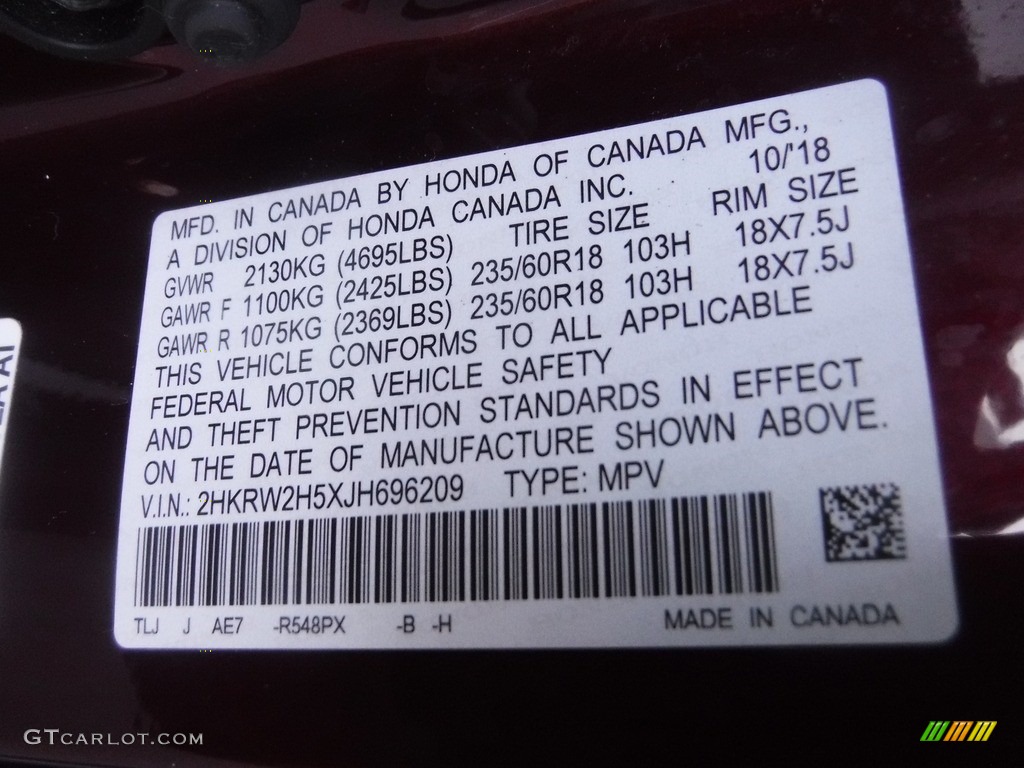 MFD. IN CANADA BY HONDA OF CANADA MFG.,
A DIVISION OF HONDA CANADA INC. 10/'18
GVWR 2130KG (4695LBS) TIRE SIZE RIM SIZE
GAWR F 1100KG (2425LBS) 235/60R18 103H 18X7.5J
GAWR R 1075KG (2369LBS) 235/60R18 103H 18X7.5J
THIS VEHICLE CONFORMS TO ALL APPLICABLE
FEDERAL MOTOR VEHICLE SAFETY
AND THEFT PREVENTION STANDARDS IN EFFECT
ON THE DATE OF MANUFACTURE SHOWN ABOVE.
V.I.N.: 2HKRW2H5XJH696209 TYPE: MPV
TLJ J AE7 -R548PX -B -H MADE IN CANADA
GTCARLOT.COM